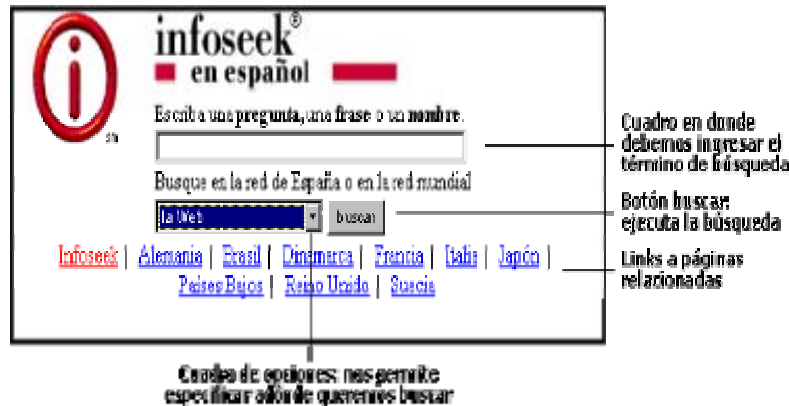 infoseek®
en español
Escriba una pregunta, una frase o un nombre.
sm
Busque en la red de España o en la red mundial
la Web buscar
Infoseek | Alemania | Brasil | Dinamarca | Francia | Italia | Japón |
Países Bajos | Reino Unido | Suecia
Cuadro en donde
debemos ingresar el
término de búsqueda
Botón buscar:
ejecuta la búsqueda
Links a páginas
relacionadas
Cuadro de opciones: nos permite
especificar adónde queremos buscar